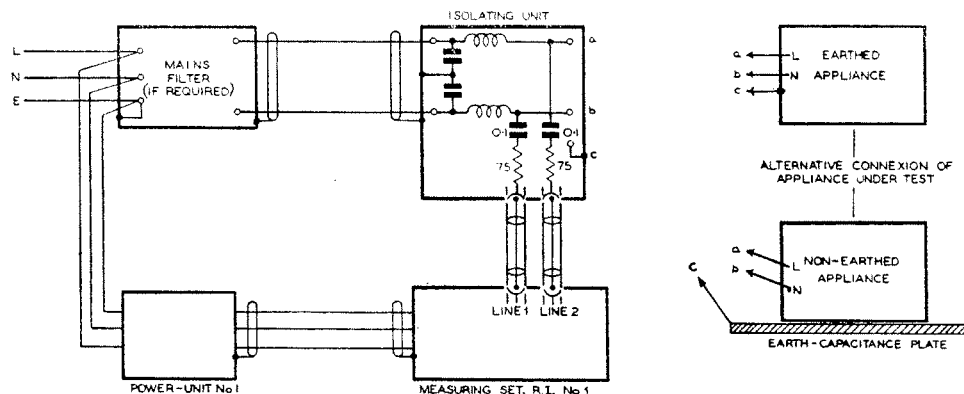 ISOLATING UNIT
L
N
E
MAINS
FILTER
(IF REQUIRED)
a
b
0·1
0·1
c
75
75
LINE 1
LINE 2
POWER-UNIT No 1
MEASURING SET, R.I. No 1
a
b
c
L
N
EARTHED
APPLIANCE
ALTERNATIVE CONNEXION OF
APPLIANCE UNDER TEST
a
b
c
L
N
NON-EARTHED
APPLIANCE
EARTH-CAPACITANCE PLATE